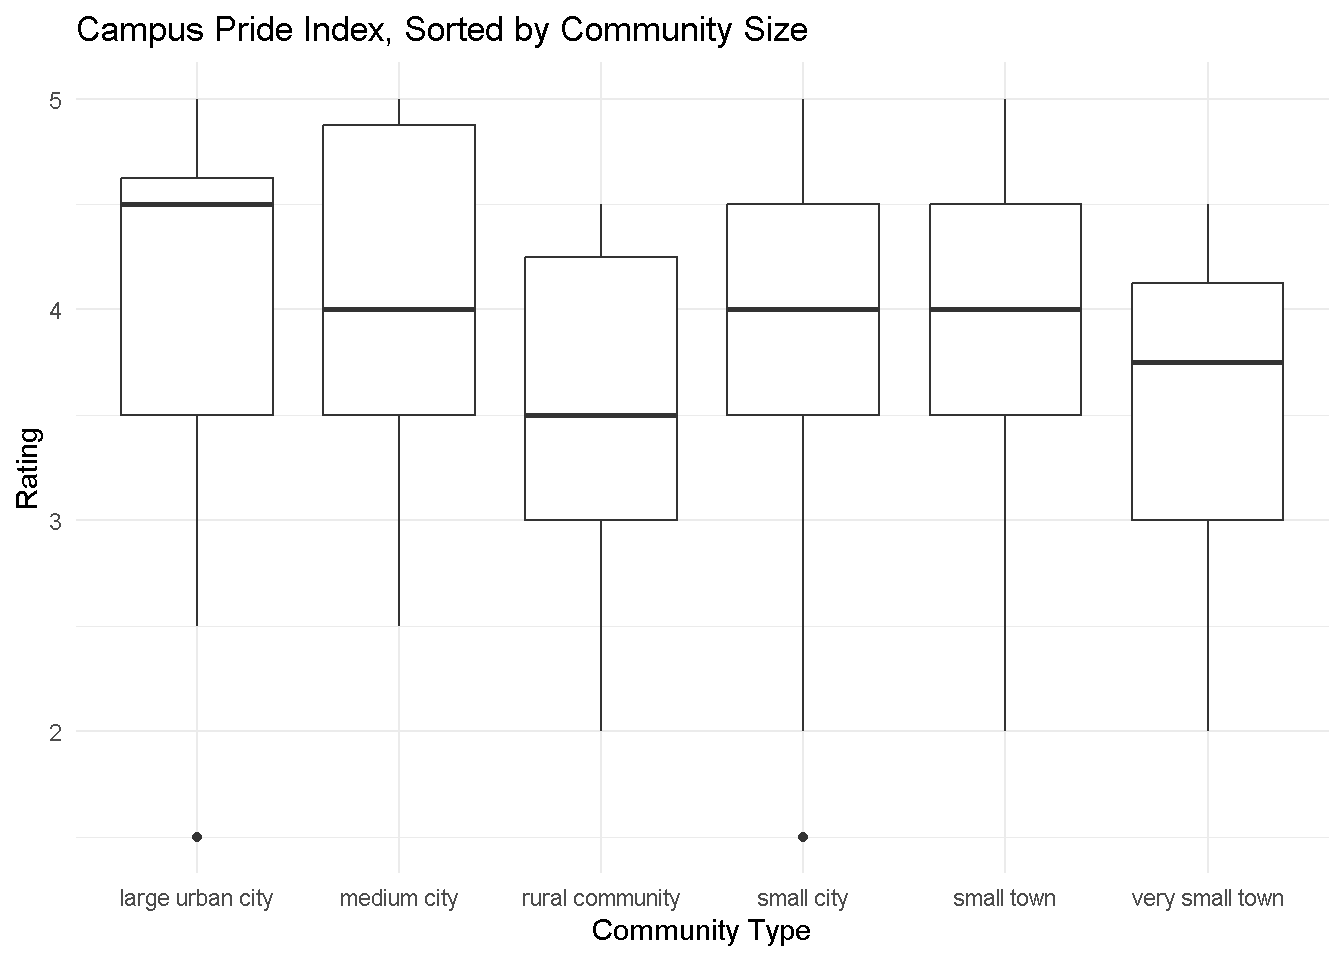 Campus Pride Index, Sorted by Community Size
5
4
3
2
Rating
large urban city medium city rural community small city small town very small town
Community Type